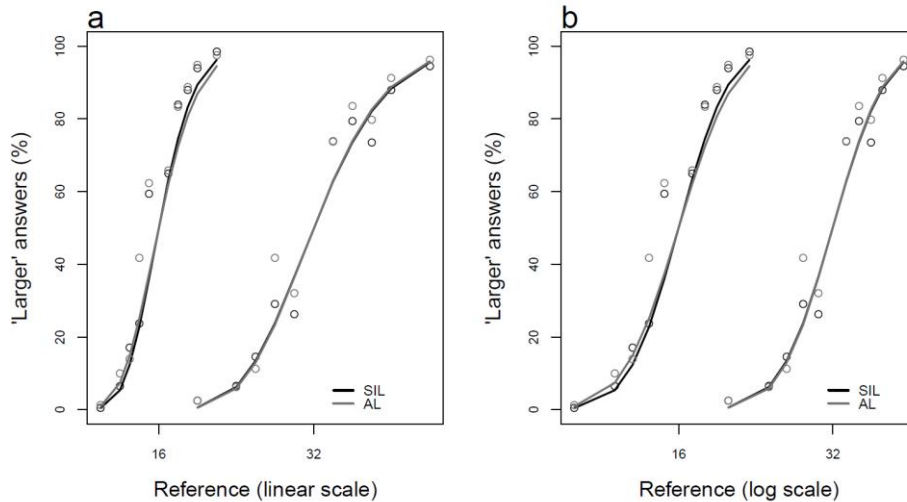 a
'Larger' answers (%)
100
80
60
40
20
0
SIL
AL
16
32
Reference (linear scale)
b
'Larger' answers (%)
100
80
60
40
20
0
SIL
AL
16
32
Reference (log scale)